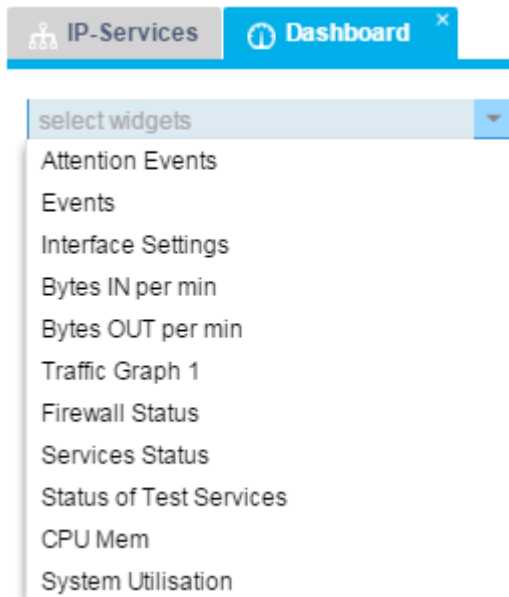 IP-Services
Dashboard
select widgets
Attention Events
Events
Interface Settings
Bytes IN per min
Bytes OUT per min
Traffic Graph 1
Firewall Status
Services Status
Status of Test Services
CPU Mem
System Utilisation